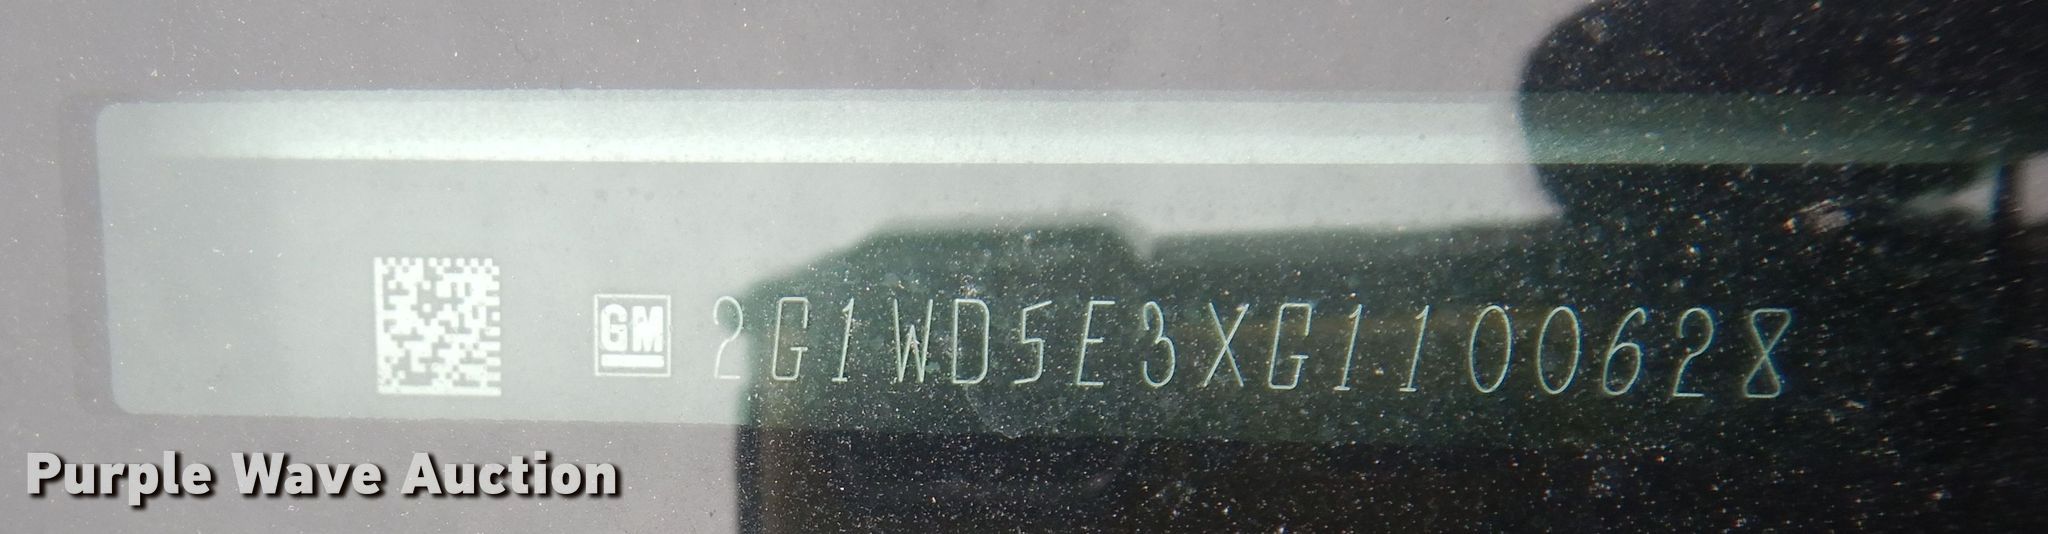 GM 2G1WD5E3XG1100628
Purple Wave Auction